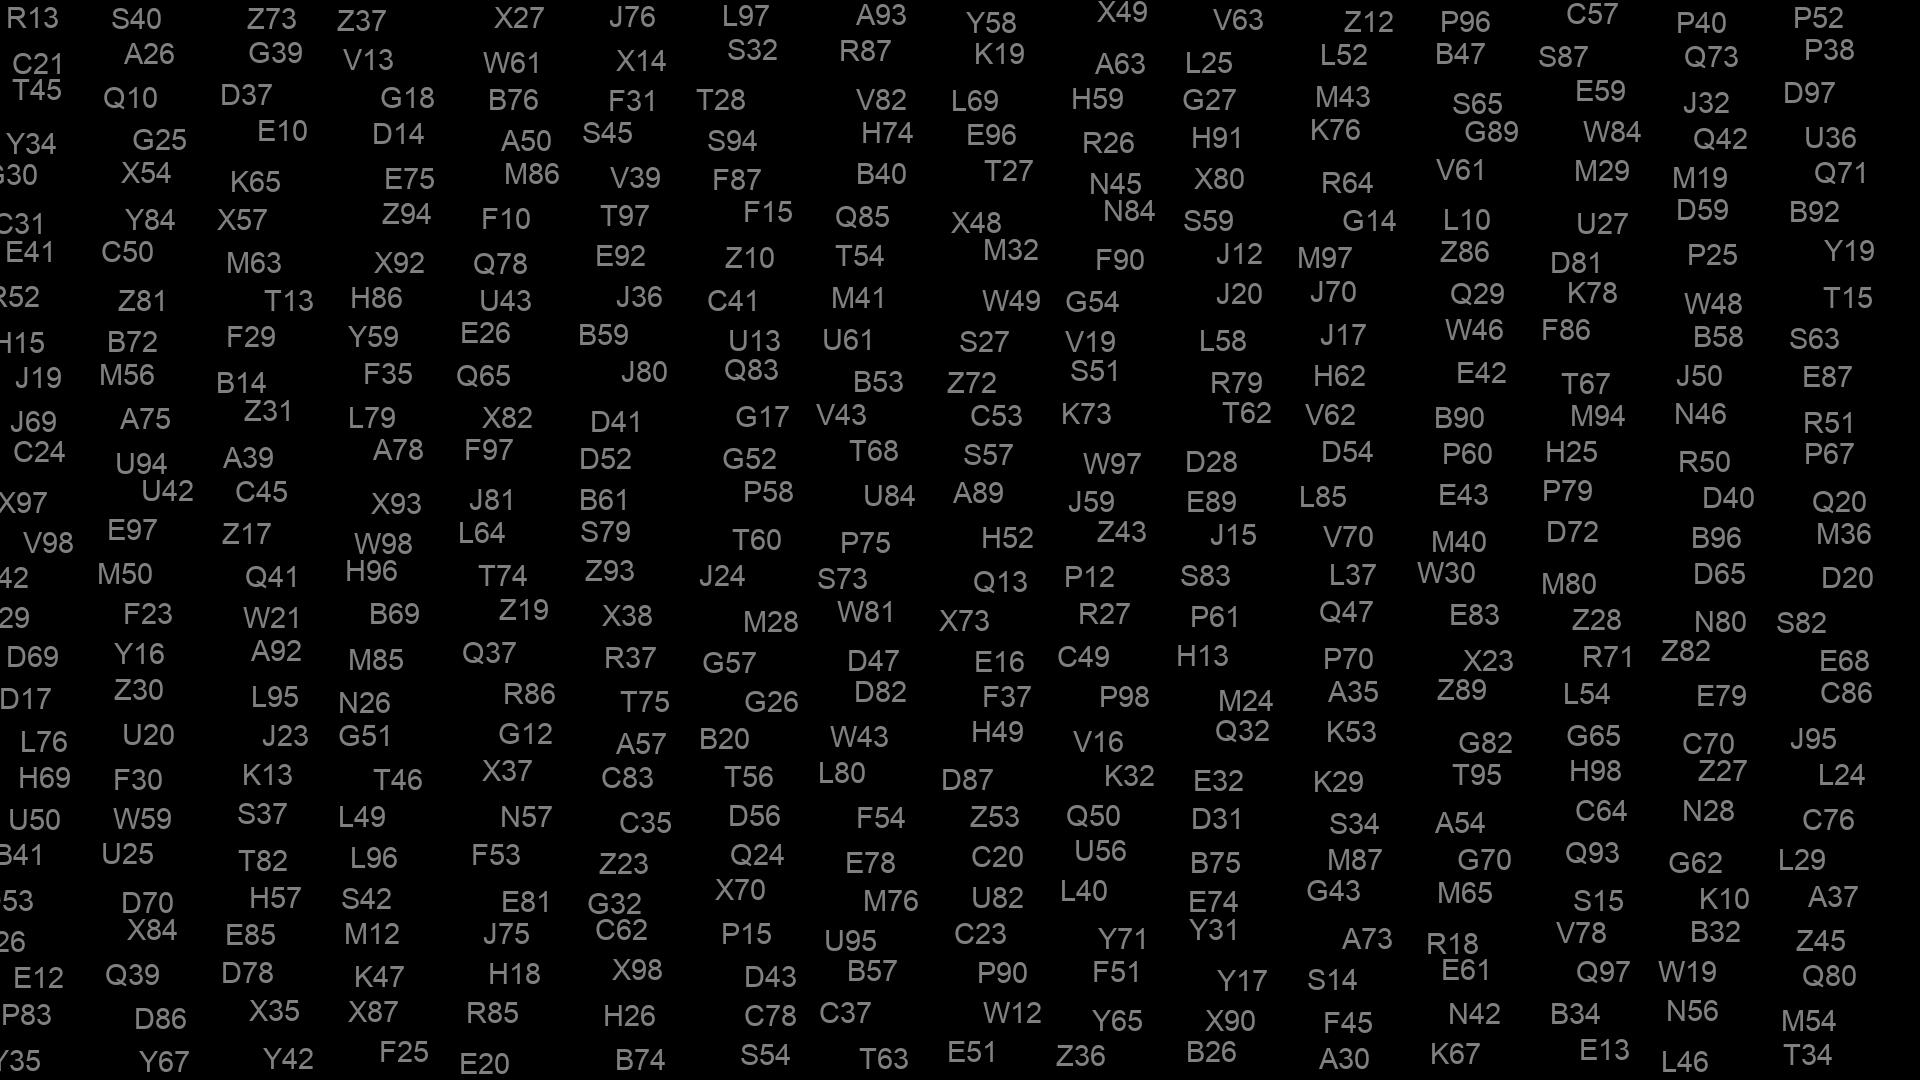 R13 S40 Z73 Z37 X27 J76 L97 A93 Y58 X49 V63 Z12 P96 C57 P40 P52
C21 A26 G39 V13 W61 X14 S32 R87 K19 A63 L25 L52 B47 S87 Q73 P38
T45 Q10 D37 G18 B76 F31 T28 V82 L69 H59 G27 M43 S65 E59 J32 D97
Y34 G25 E10 D14 A50 S45 S94 H74 E96 R26 H91 K76 G89 W84 Q42 U36
G30 X54 K65 E75 M86 V39 F87 B40 T27 N45 X80 R64 V61 M29 M19 Q71
C31 Y84 X57 Z94 F10 T97 F15 Q85 X48 N84 S59 G14 L10 U27 D59 B92
E41 C50 M63 X92 Q78 E92 Z10 T54 M32 F90 J12 M97 Z86 D81 P25 Y19
R52 Z81 T13 H86 U43 J36 C41 M41 W49 G54 J20 J70 Q29 K78 W48 T15
H15 B72 F29 Y59 E26 B59 U13 U61 S27 V19 L58 J17 W46 F86 B58 S63
J19 M56 B14 F35 Q65 J80 Q83 B53 Z72 S51 R79 H62 E42 T67 J50 E87
J69 A75 Z31 L79 X82 D41 G17 V43 C53 K73 T62 V62 B90 M94 N46 R51
C24 U94 A39 A78 F97 D52 G52 T68 S57 W97 D28 D54 P60 H25 R50 P67
X97 U42 C45 X93 J81 B61 P58 U84 A89 J59 E89 L85 E43 P79 D40 Q20
V98 E97 Z17 W98 L64 S79 T60 P75 H52 Z43 J15 V70 M40 D72 B96 M36
42 M50 Q41 H96 T74 Z93 J24 S73 Q13 P12 S83 L37 W30 M80 D65 D20
29 F23 W21 B69 Z19 X38 M28 W81 X73 R27 P61 Q47 E83 Z28 N80 S82
D69 Y16 A92 M85 Q37 R37 G57 D47 E16 C49 H13 P70 X23 R71 Z82 E68
D17 Z30 L95 N26 R86 T75 G26 D82 F37 P98 M24 A35 Z89 L54 E79 C86
L76 U20 J23 G51 G12 A57 B20 W43 H49 V16 Q32 K53 G82 G65 C70 J95
H69 F30 K13 T46 X37 C83 T56 L80 D87 K32 E32 K29 T95 H98 Z27 L24
U50 W59 S37 L49 N57 C35 D56 F54 Z53 Q50 D31 S34 A54 C64 N28 C76
B41 U25 T82 L96 F53 Z23 Q24 E78 C20 U56 B75 M87 G70 Q93 G62 L29
53 D70 H57 S42 E81 G32 X70 M76 U82 L40 E74 G43 M65 S15 K10 A37
26 X84 E85 M12 J75 C62 P15 U95 C23 Y71 Y31 A73 R18 V78 B32 Z45
E12 Q39 D78 K47 H18 X98 D43 B57 P90 F51 Y17 S14 E61 Q97 W19 Q80
P83 D86 X35 X87 R85 H26 C78 C37 W12 Y65 X90 F45 N42 B34 N56 M54
Y35 Y67 Y42 F25 E20 B74 S54 T63 E51 Z36 B26 A30 K67 E13 L46 T34